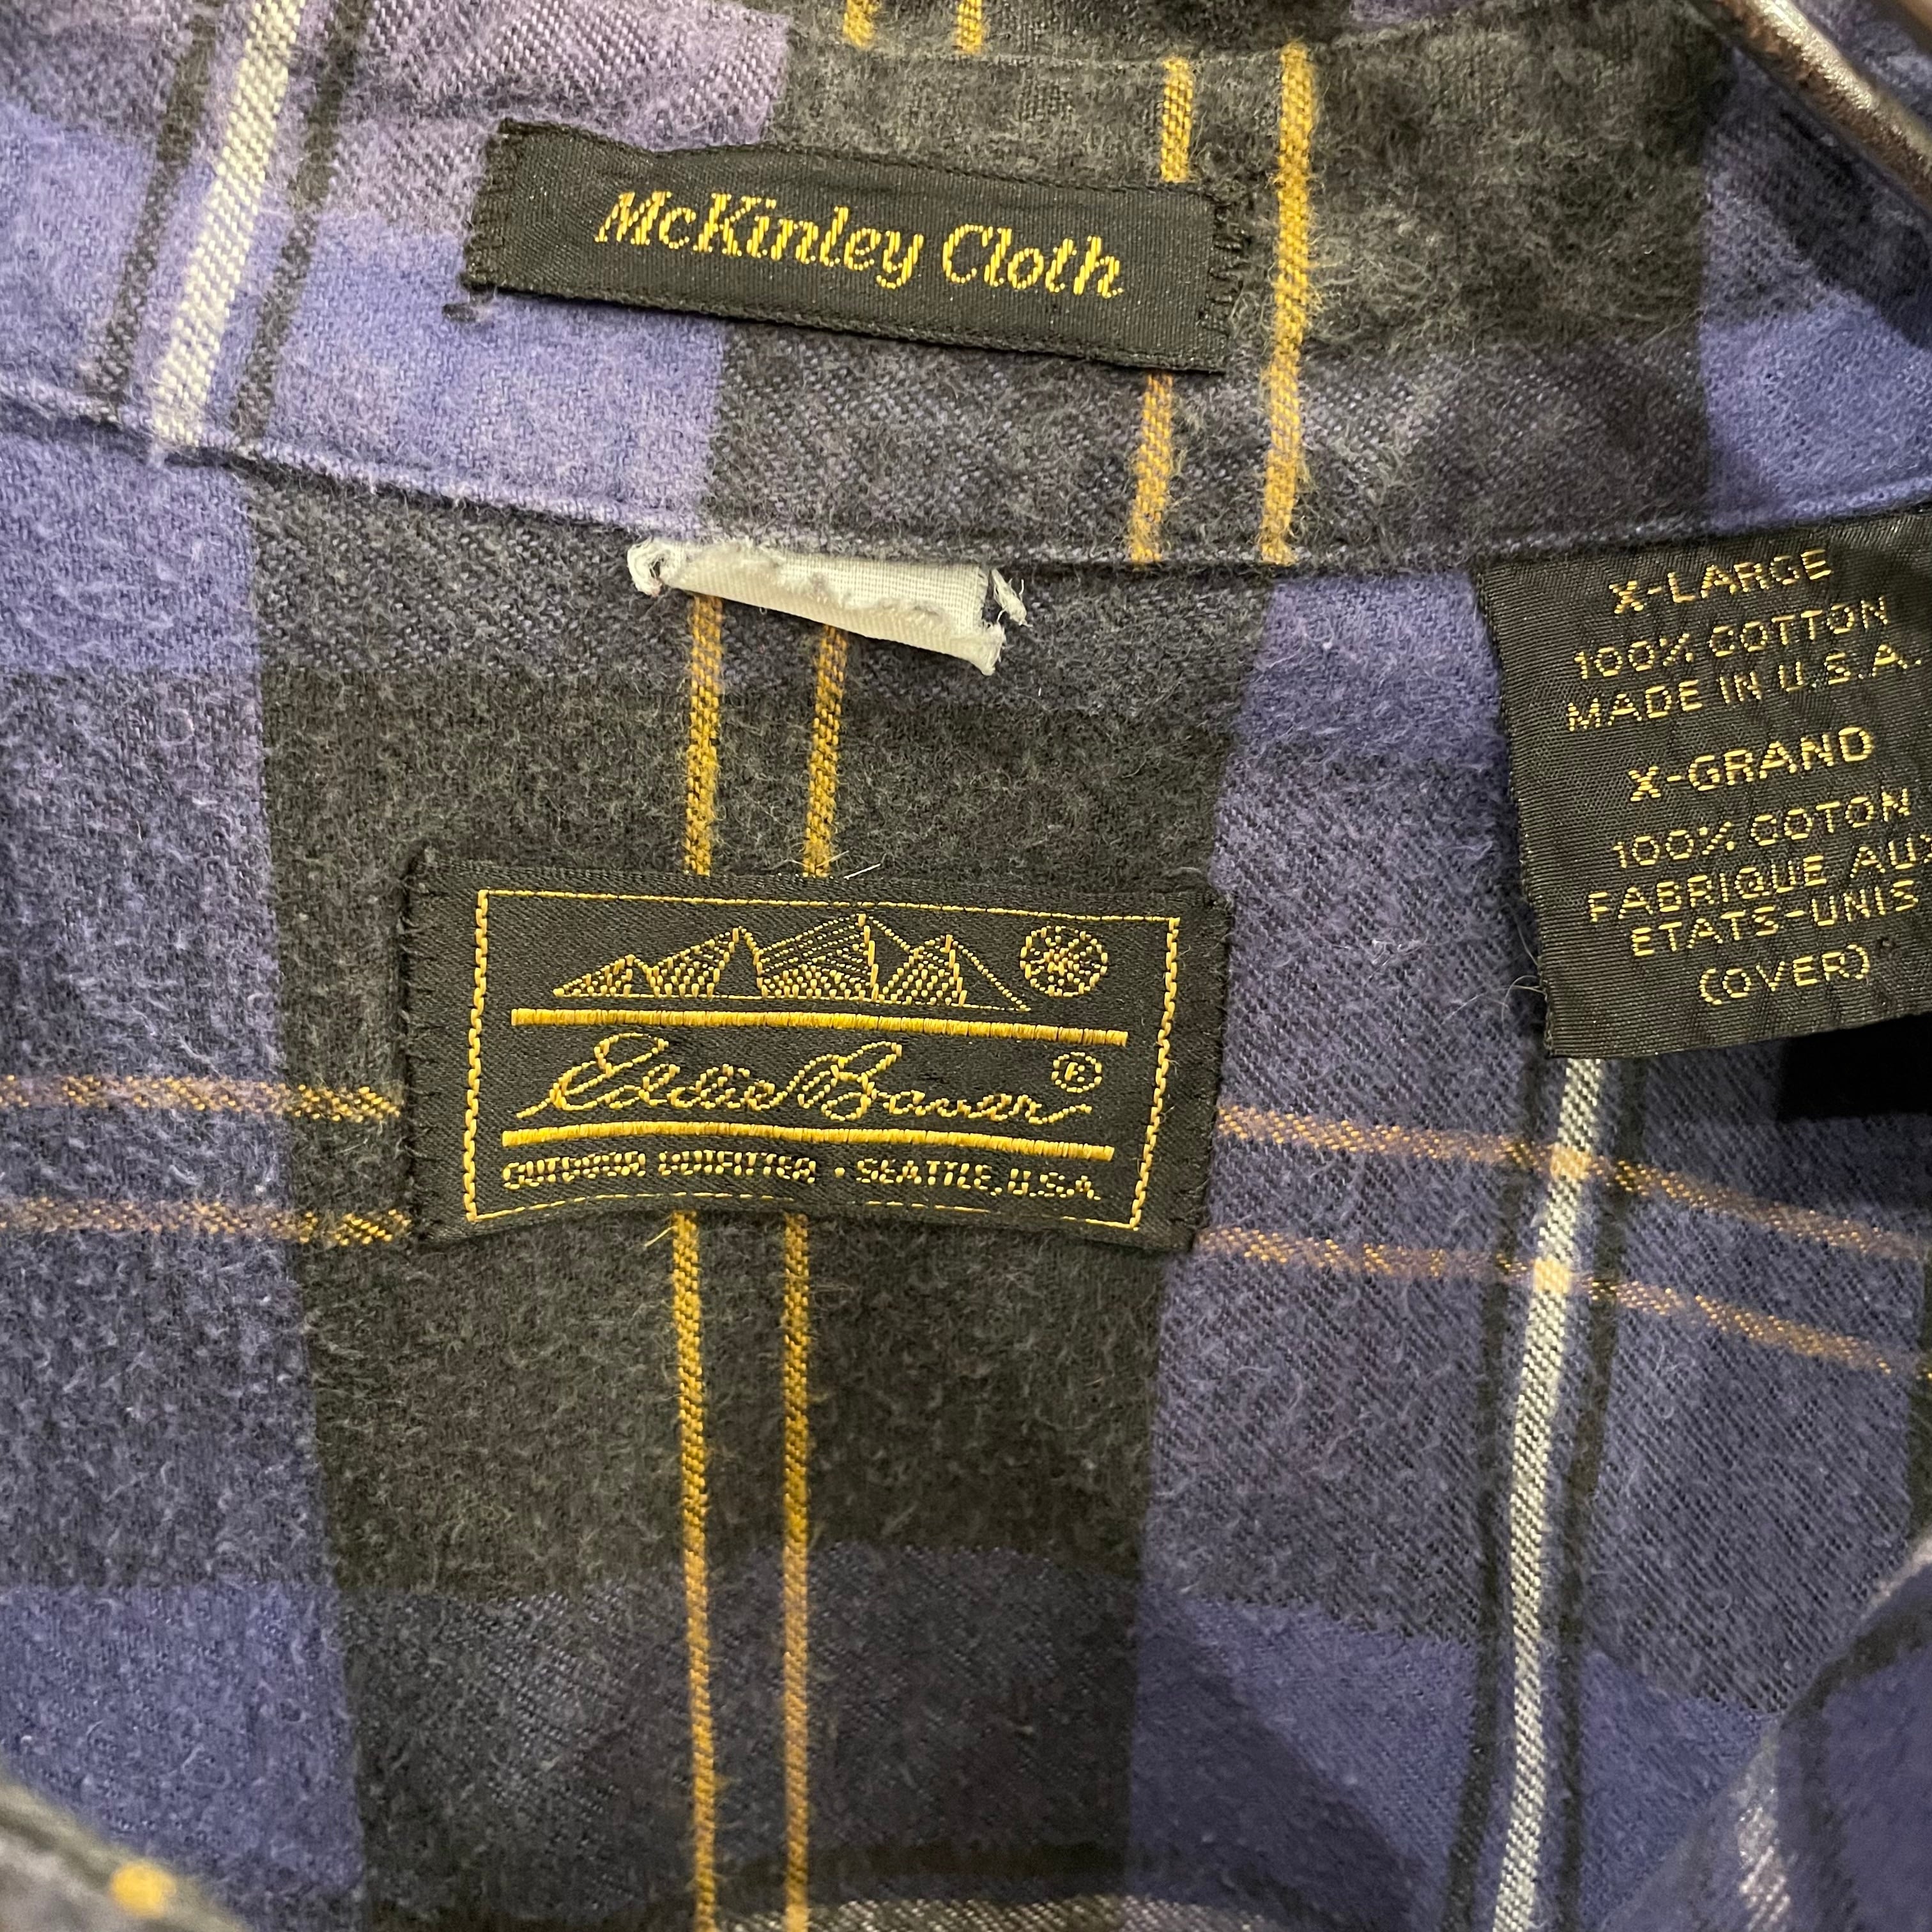 McKinley Cloth
X-LARGE
100% COTTON
MADE IN U.S.A.
X-GRAND
100% COTON
FABRIQUE AUX
ETATS-UNIS
(OVER)
Eddie Bauer ®
OUTDOOR OUTFITTER • SEATTLE, U.S.A.